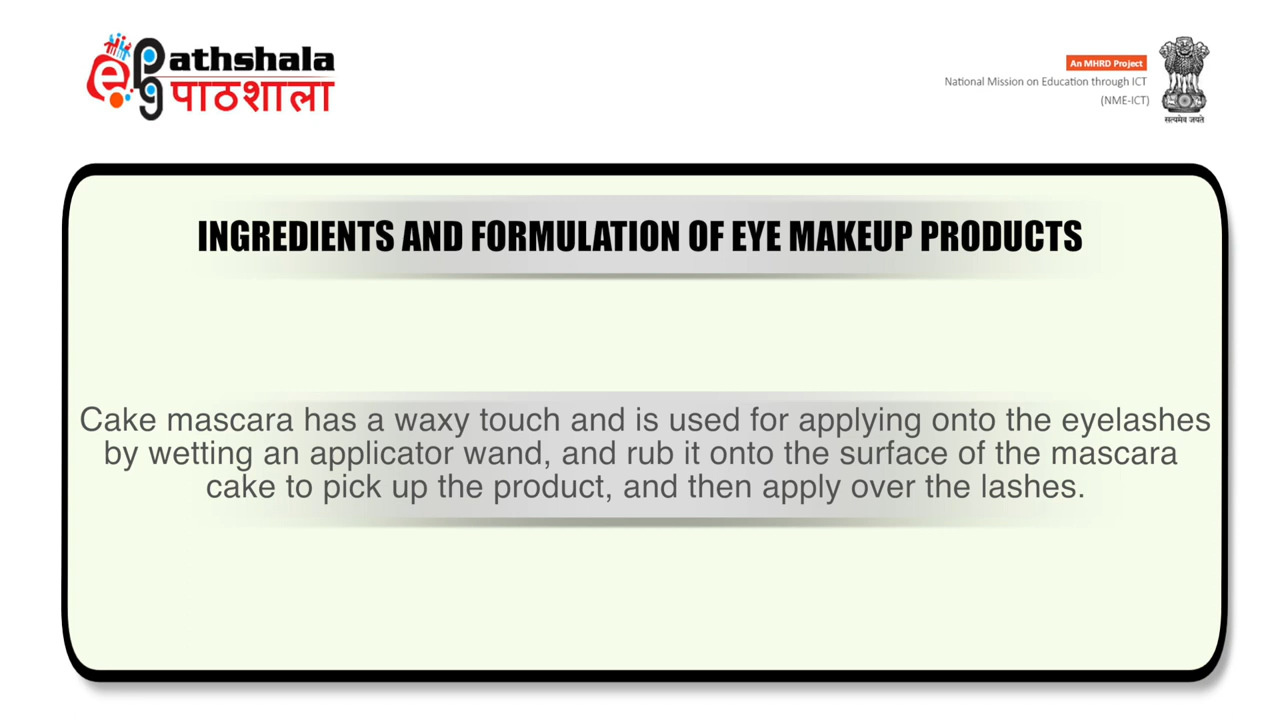 e pg Pathshala
पाठशाला
An MHRD Project
National Mission on Education through ICT
(NME-ICT)
सत्यमेव जयते
INGREDIENTS AND FORMULATION OF EYE MAKEUP PRODUCTS
Cake mascara has a waxy touch and is used for applying onto the eyelashes
by wetting an applicator wand, and rub it onto the surface of the mascara
cake to pick up the product, and then apply over the lashes.